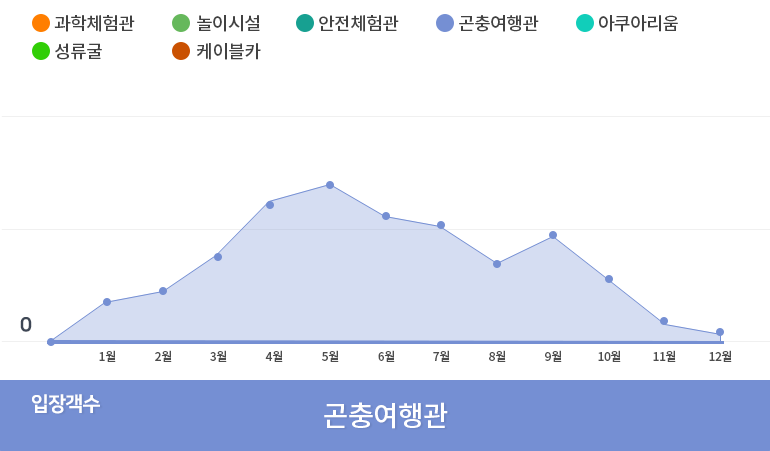 과학체험관 놀이시설 안전체험관 곤충여행관 아쿠아리움
성류굴 케이블카
0
1월 2월 3월 4월 5월 6월 7월 8월 9월 10월 11월 12월
입장객수
곤충여행관